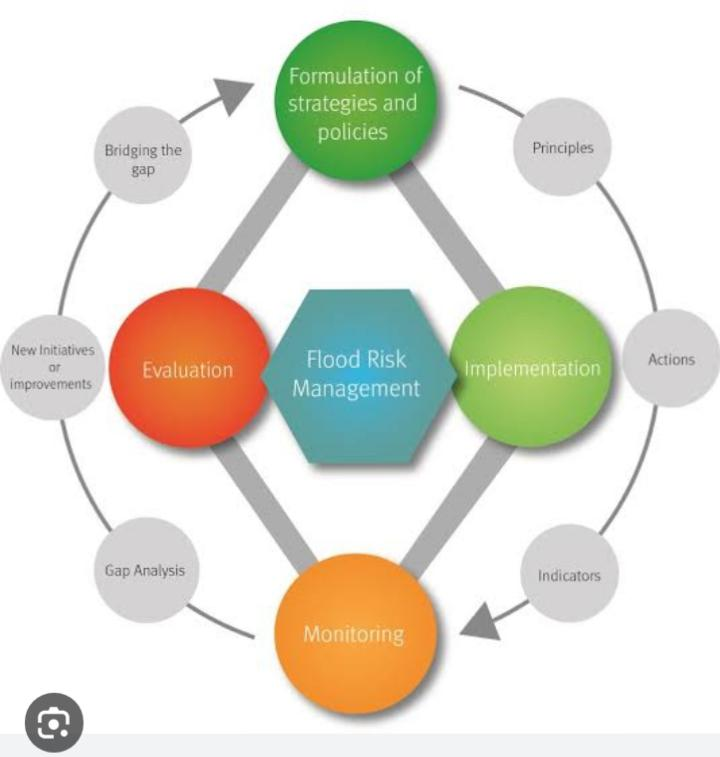 Formulation of
strategies and
policies
Principles
Bridging the
gap
New Initiatives
or
improvements
Evaluation
Flood Risk
Management
Implementation
Actions
Gap Analysis
Indicators
Monitoring